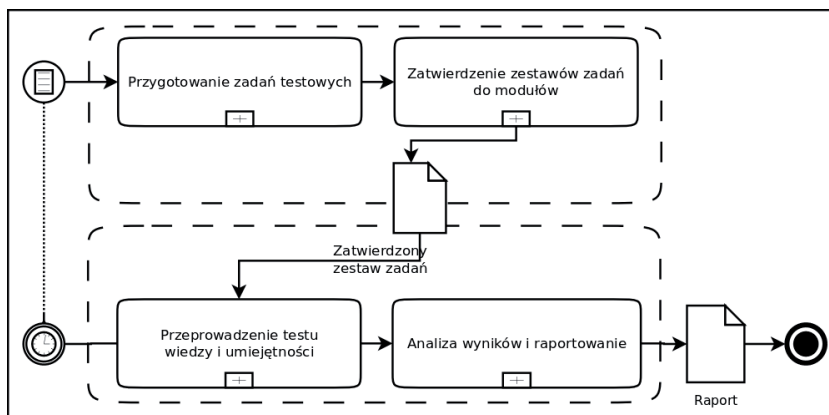 Przygotowanie zadań testowych
Zatwierdzenie zestawów zadań
do modułów
Zatwierdzony
zestaw zadań
Przeprowadzenie testu
wiedzy i umiejętności
Analiza wyników i raportowanie
Raport